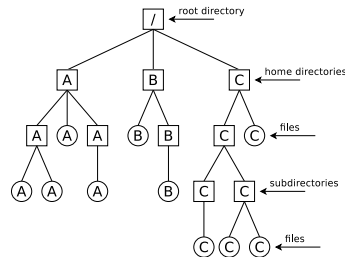 / root directory
A B C home directories
A A A B B C C files
A A A B C C subdirectories
C C C files